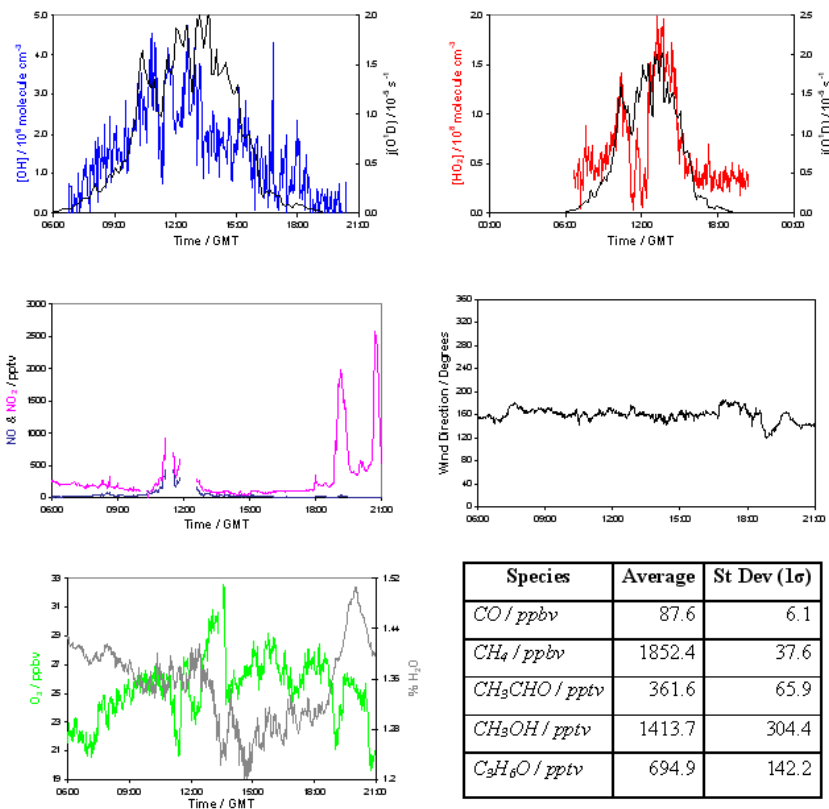 5.0
4.0
3.0
2.0
1.0
0.0
[OH] / 10⁶ molecule cm⁻³
2.0
1.5
1.0
0.5
0.0
j(O¹D) / 10⁻⁵ s⁻¹
06:00 09:00 12:00 15:00 18:00 21:00
Time / GMT
2.0
1.5
1.0
0.5
0.0
[HO₂] / 10⁸ molecule cm⁻³
2.5
2.0
1.5
1.0
0.5
0.0
j(O¹D) / 10⁻⁵ s⁻¹
00:00 06:00 12:00 18:00 00:00
Time / GMT
3000
2500
2000
1500
1000
500
0
NO & NO₂ / pptv
06:00 09:00 12:00 15:00 18:00 21:00
Time / GMT
360
320
280
240
200
160
120
80
40
0
Wind Direction / Degrees
06:00 09:00 12:00 15:00 18:00 21:00
Time / GMT
33
31
29
27
25
23
21
19
O₃ / ppbv
1.52
1.44
1.36
1.28
1.2
% H₂O
06:00 09:00 12:00 15:00 18:00 21:00
Time / GMT
Species Average St Dev (1σ)
CO / ppbv 87.6 6.1
CH₄ / ppbv 1852.4 37.6
CH₃CHO / pptv 361.6 65.9
CH₃OH / pptv 1413.7 304.4
C₃H₆O / pptv 694.9 142.2